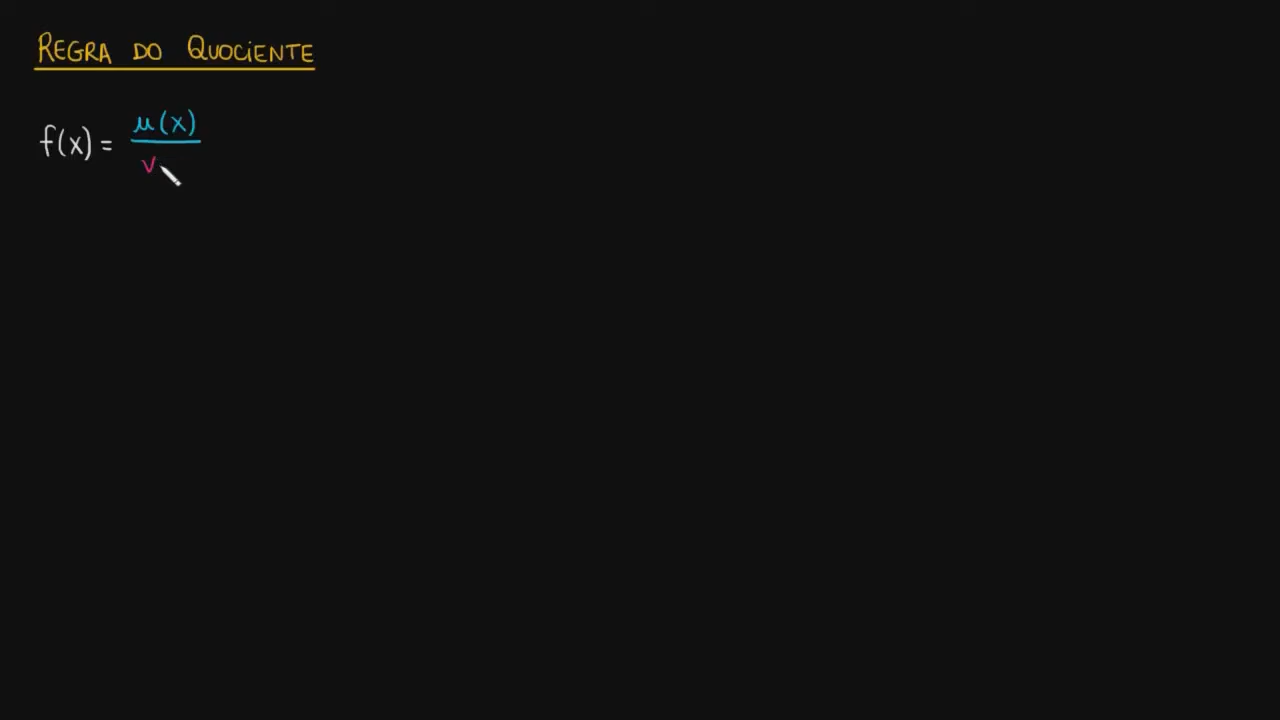 REGRA DO QUOCIENTE
f(x) = u(x)
v